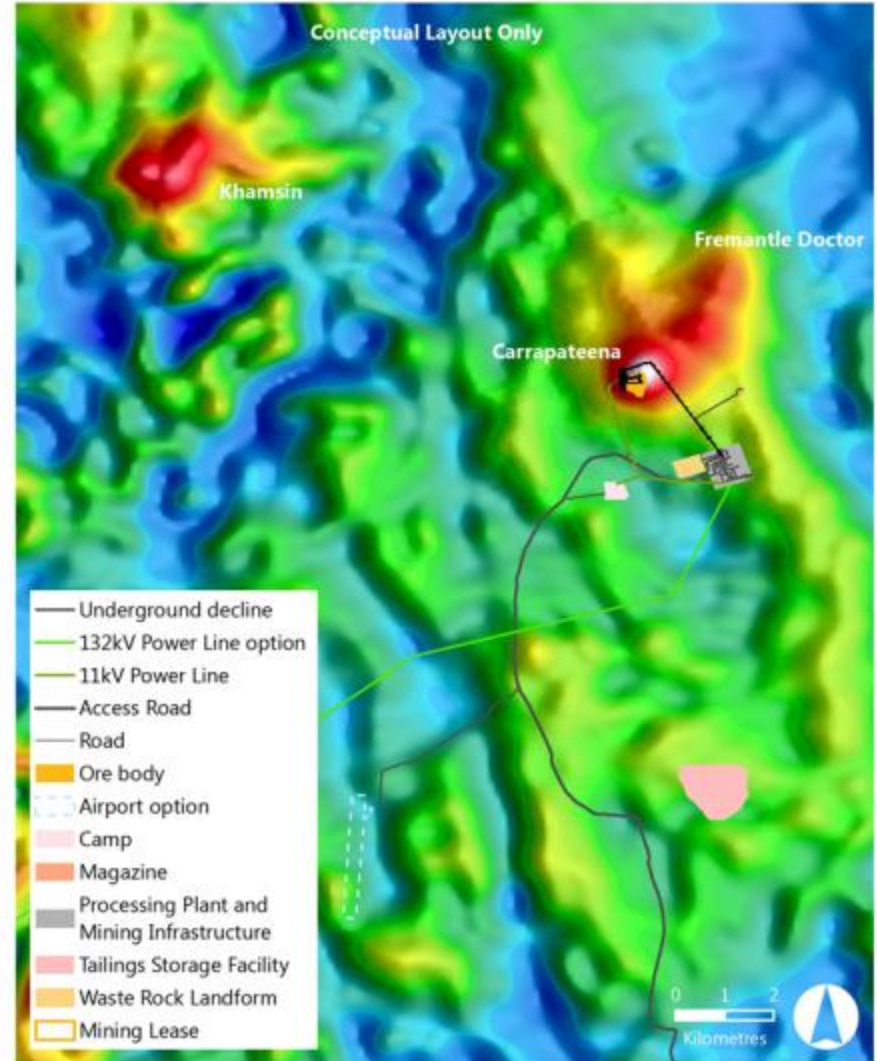 Conceptual Layout Only
Khamsin
Fremantle Doctor
Carrapateena
Underground decline
132kV Power Line option
11kV Power Line
Access Road
Road
Ore body
Airport option
Camp
Magazine
Processing Plant and
Mining Infrastructure
Tailings Storage Facility
Waste Rock Landform
Mining Lease
0 1 2
Kilometres